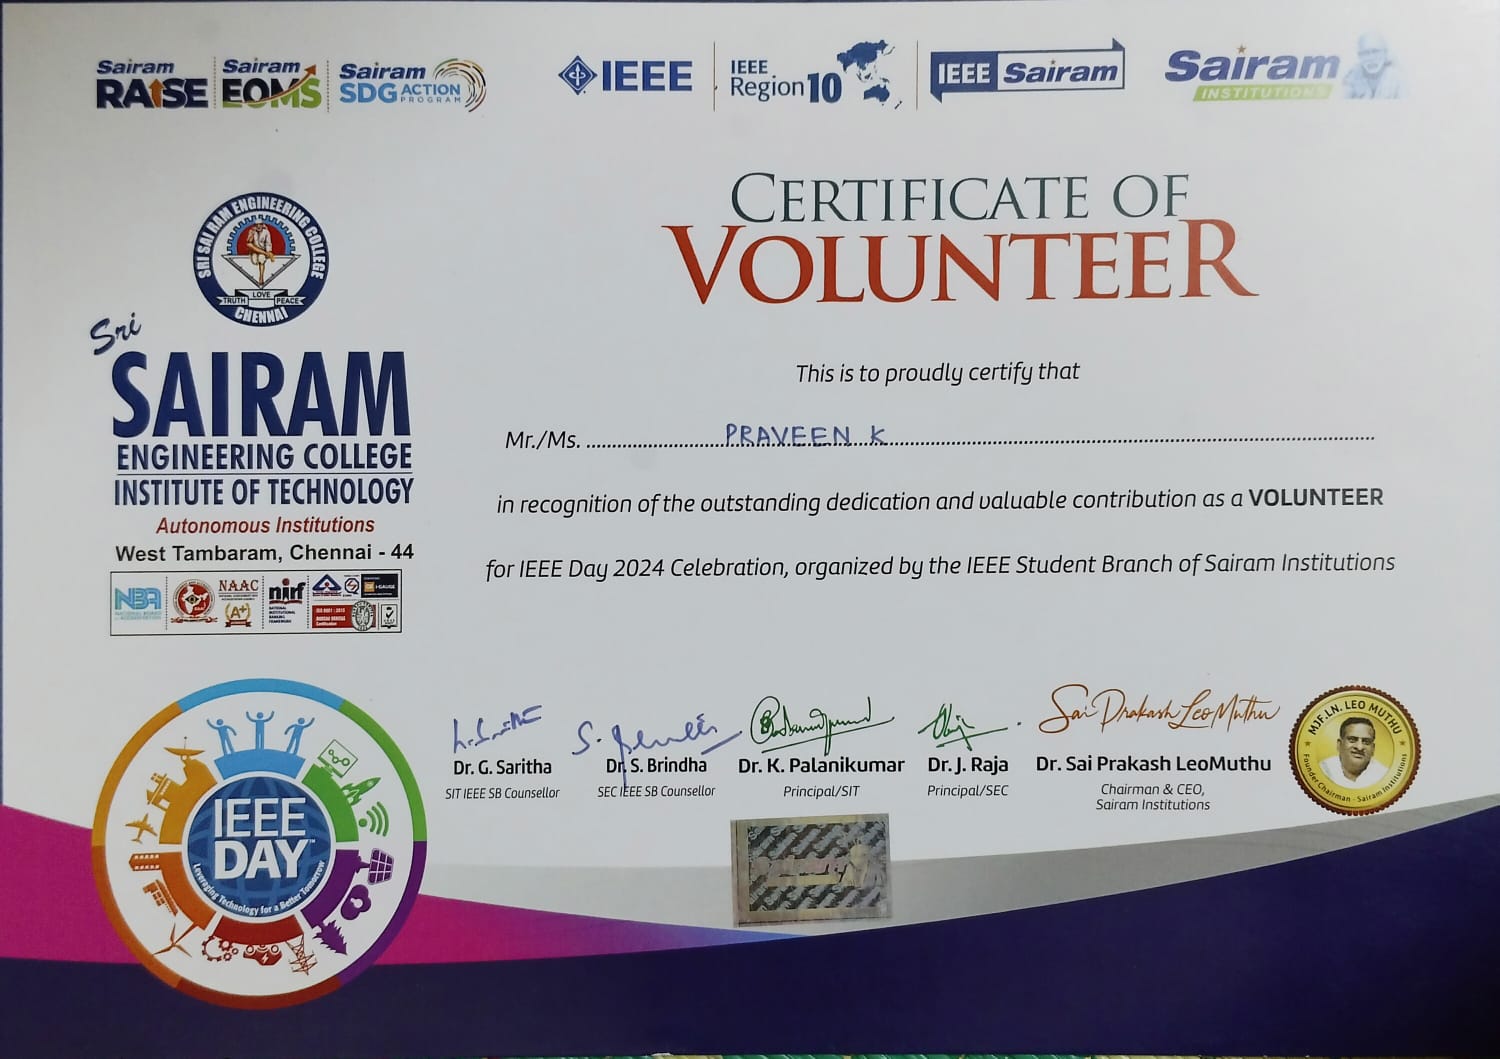 Sairam RAISE
Sairam EOMS
Sairam SDG ACTION PROGRAM
IEEE
IEEE Region 10
IEEE Sairam
Sairam INSTITUTIONS
CERTIFICATE OF
VOLUNTEER
SRI SAI RAM ENGINEERING COLLEGE
TRUTH LOVE PEACE
CHENNAI
Sri
SAIRAM
ENGINEERING COLLEGE
INSTITUTE OF TECHNOLOGY
Autonomous Institutions
West Tambaram, Chennai - 44
NBA NAAC A+ nirf
This is to proudly certify that
Mr./Ms. PRAVEEN K
in recognition of the outstanding dedication and valuable contribution as a VOLUNTEER
for IEEE Day 2024 Celebration, organized by the IEEE Student Branch of Sairam Institutions
Sai Prakash LeoMuthu
Dr. G. Saritha
SIT IEEE SB Counsellor
Dr. S. Brindha
SEC IEEE SB Counsellor
Dr. K. Palanikumar
Principal/SIT
Dr. J. Raja
Principal/SEC
Dr. Sai Prakash LeoMuthu
Chairman & CEO,
Sairam Institutions
MJF.LN. LEO MUTHU
Founder Chairman - Sairam Institutions
IEEE
DAY™
Leveraging Technology for a Better Tomorrow